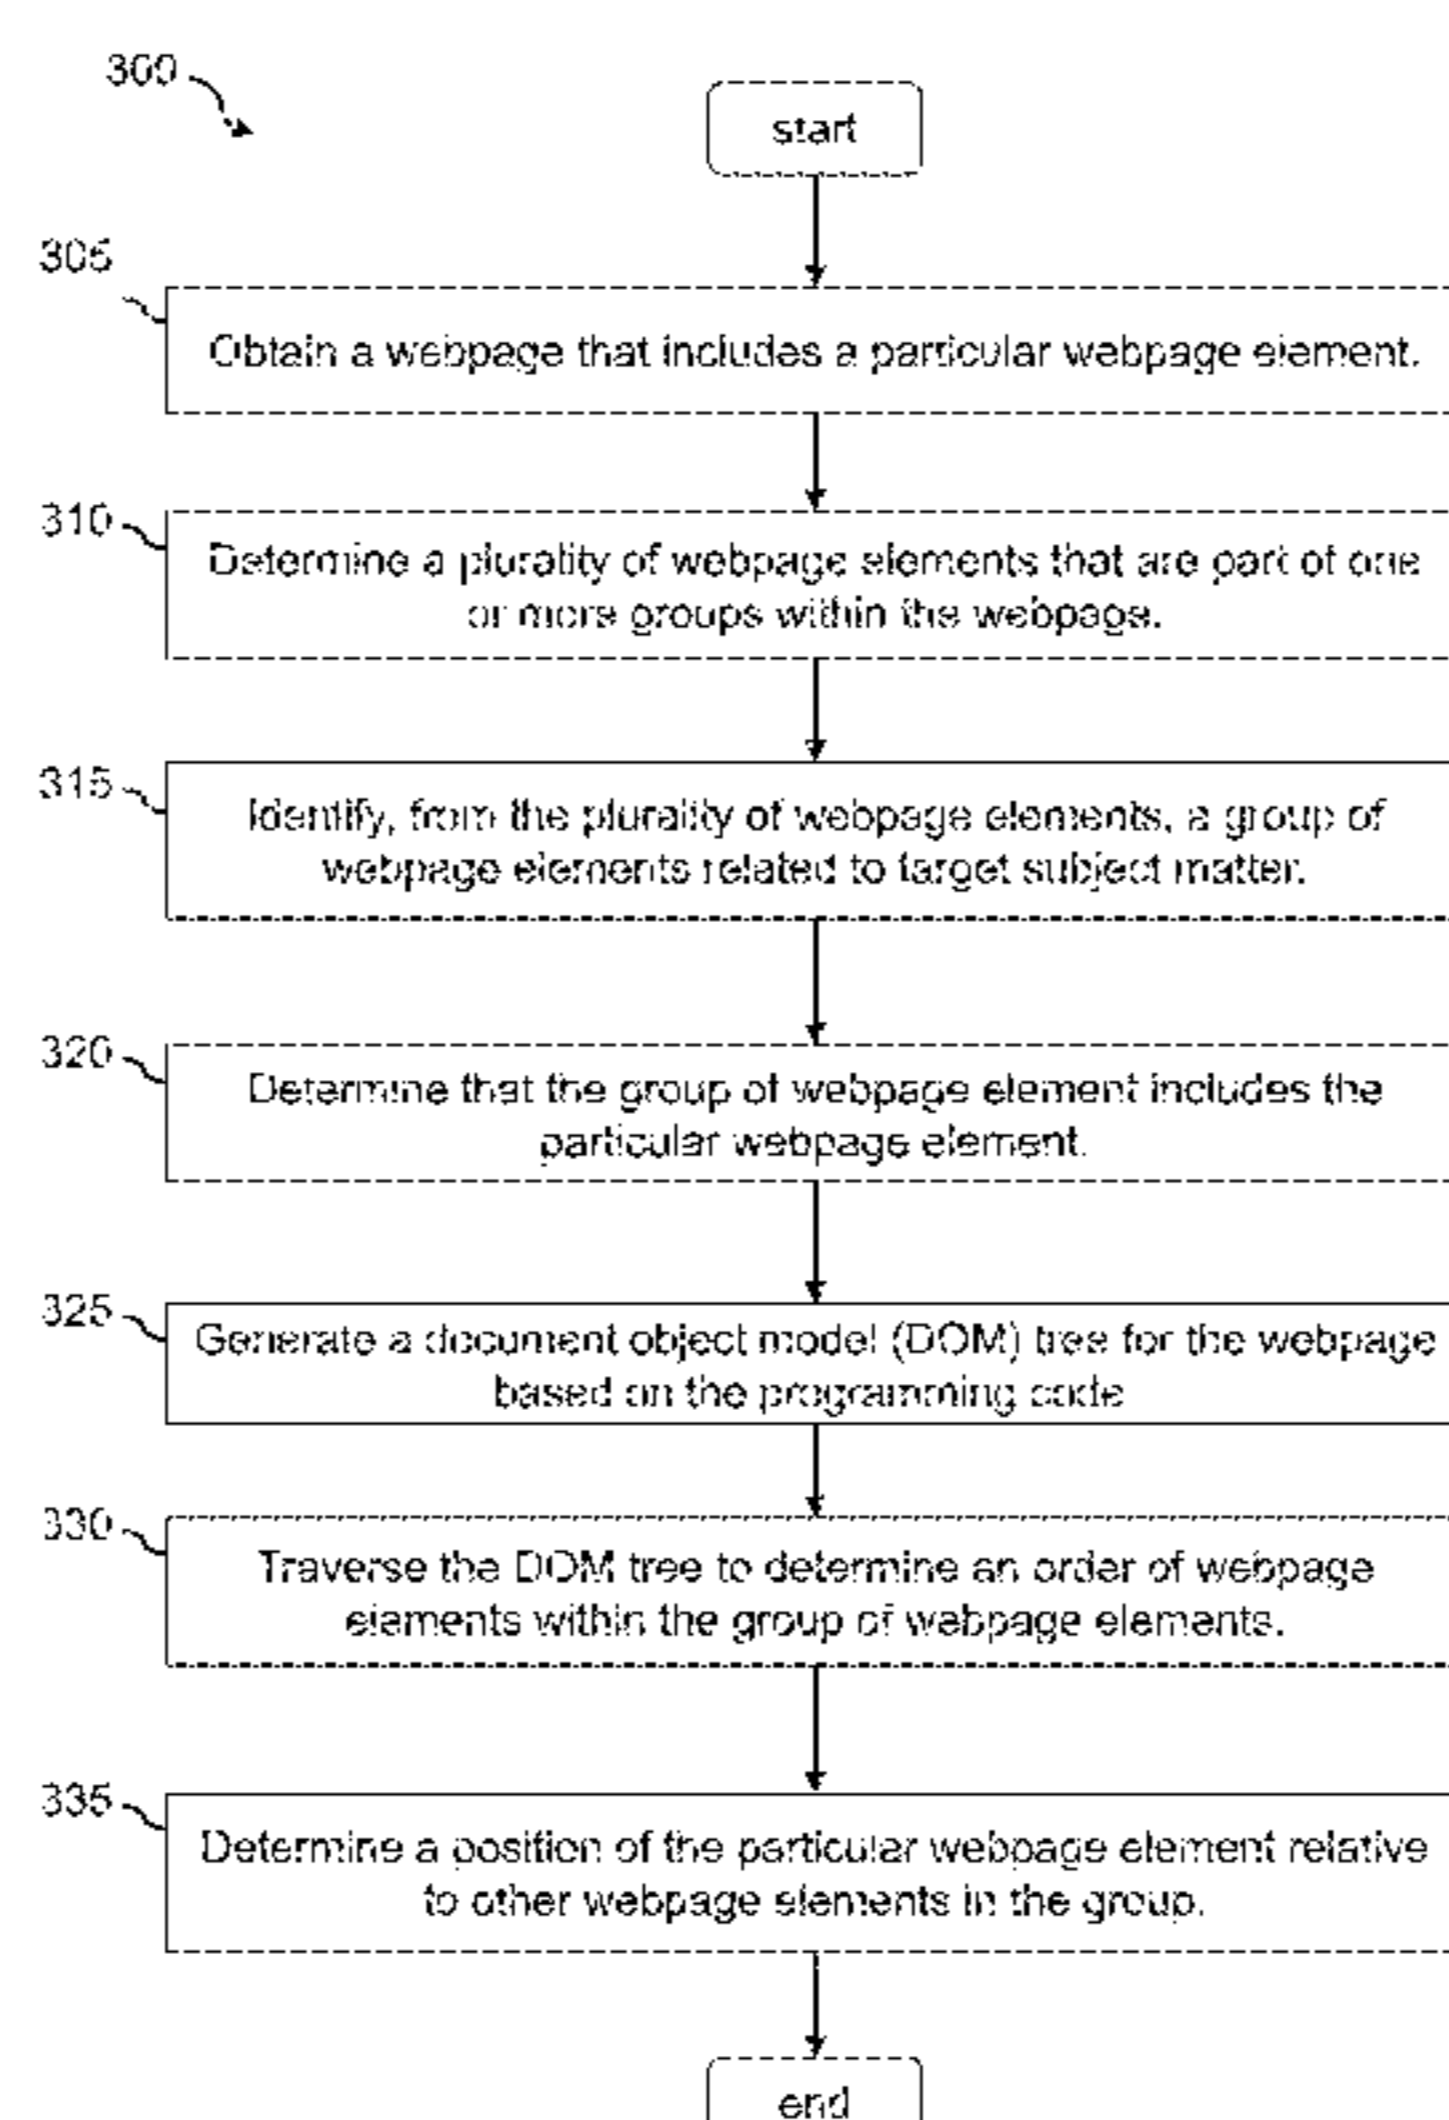 300
start
305
Obtain a webpage that includes a particular webpage element.
310
Determine a plurality of webpage elements that are part of one
or more groups within the webpage.
315
Identify, from the plurality of webpage elements, a group of
webpage elements related to target subject matter.
320
Determine that the group of webpage element includes the
particular webpage element.
325
Generate a document object model (DOM) tree for the webpage
based on the programming code
330
Traverse the DOM tree to determine an order of webpage
elements within the group of webpage elements.
335
Determine a position of the particular webpage element relative
to other webpage elements in the group.
end